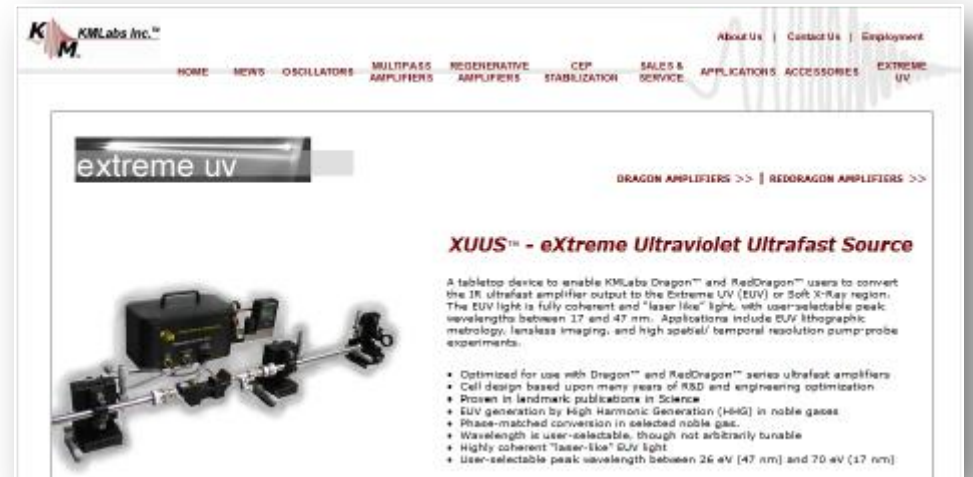 K KMLabs Inc.™
M.
About Us | Contact Us | Employment
HOME NEWS OSCILLATORS MULTIPASS AMPLIFIERS REGENERATIVE AMPLIFIERS CEP STABILIZATION SALES & SERVICE APPLICATIONS ACCESSORIES EXTREME UV
extreme uv
DRAGON AMPLIFIERS >> | REDDRAGON AMPLIFIERS >>
XUUS™ - eXtreme Ultraviolet Ultrafast Source
A tabletop device to enable KMLabs Dragon™ and RedDragon™ users to convert
the IR ultrafast amplifier output to the Extreme UV (EUV) or Soft X-Ray region.
The EUV light is fully coherent and "laser like" light, with user-selectable peak
wavelengths between 17 and 47 nm. Applications include EUV lithographic
metrology, lensless imaging, and high spatial/ temporal resolution pump-probe
experiments.
• Optimized for use with Dragon™ and RedDragon™ series ultrafast amplifiers
• Cell design based upon many years of R&D and engineering optimization
• Proven in landmark publications in Science
• EUV generation by High Harmonic Generation (HHG) in noble gases
• Phase-matched conversion in selected noble gas.
• Wavelength is user-selectable, though not arbitrarily tunable
• Highly coherent "laser-like" EUV light
• User-selectable peak wavelength between 26 eV (47 nm) and 70 eV (17 nm)